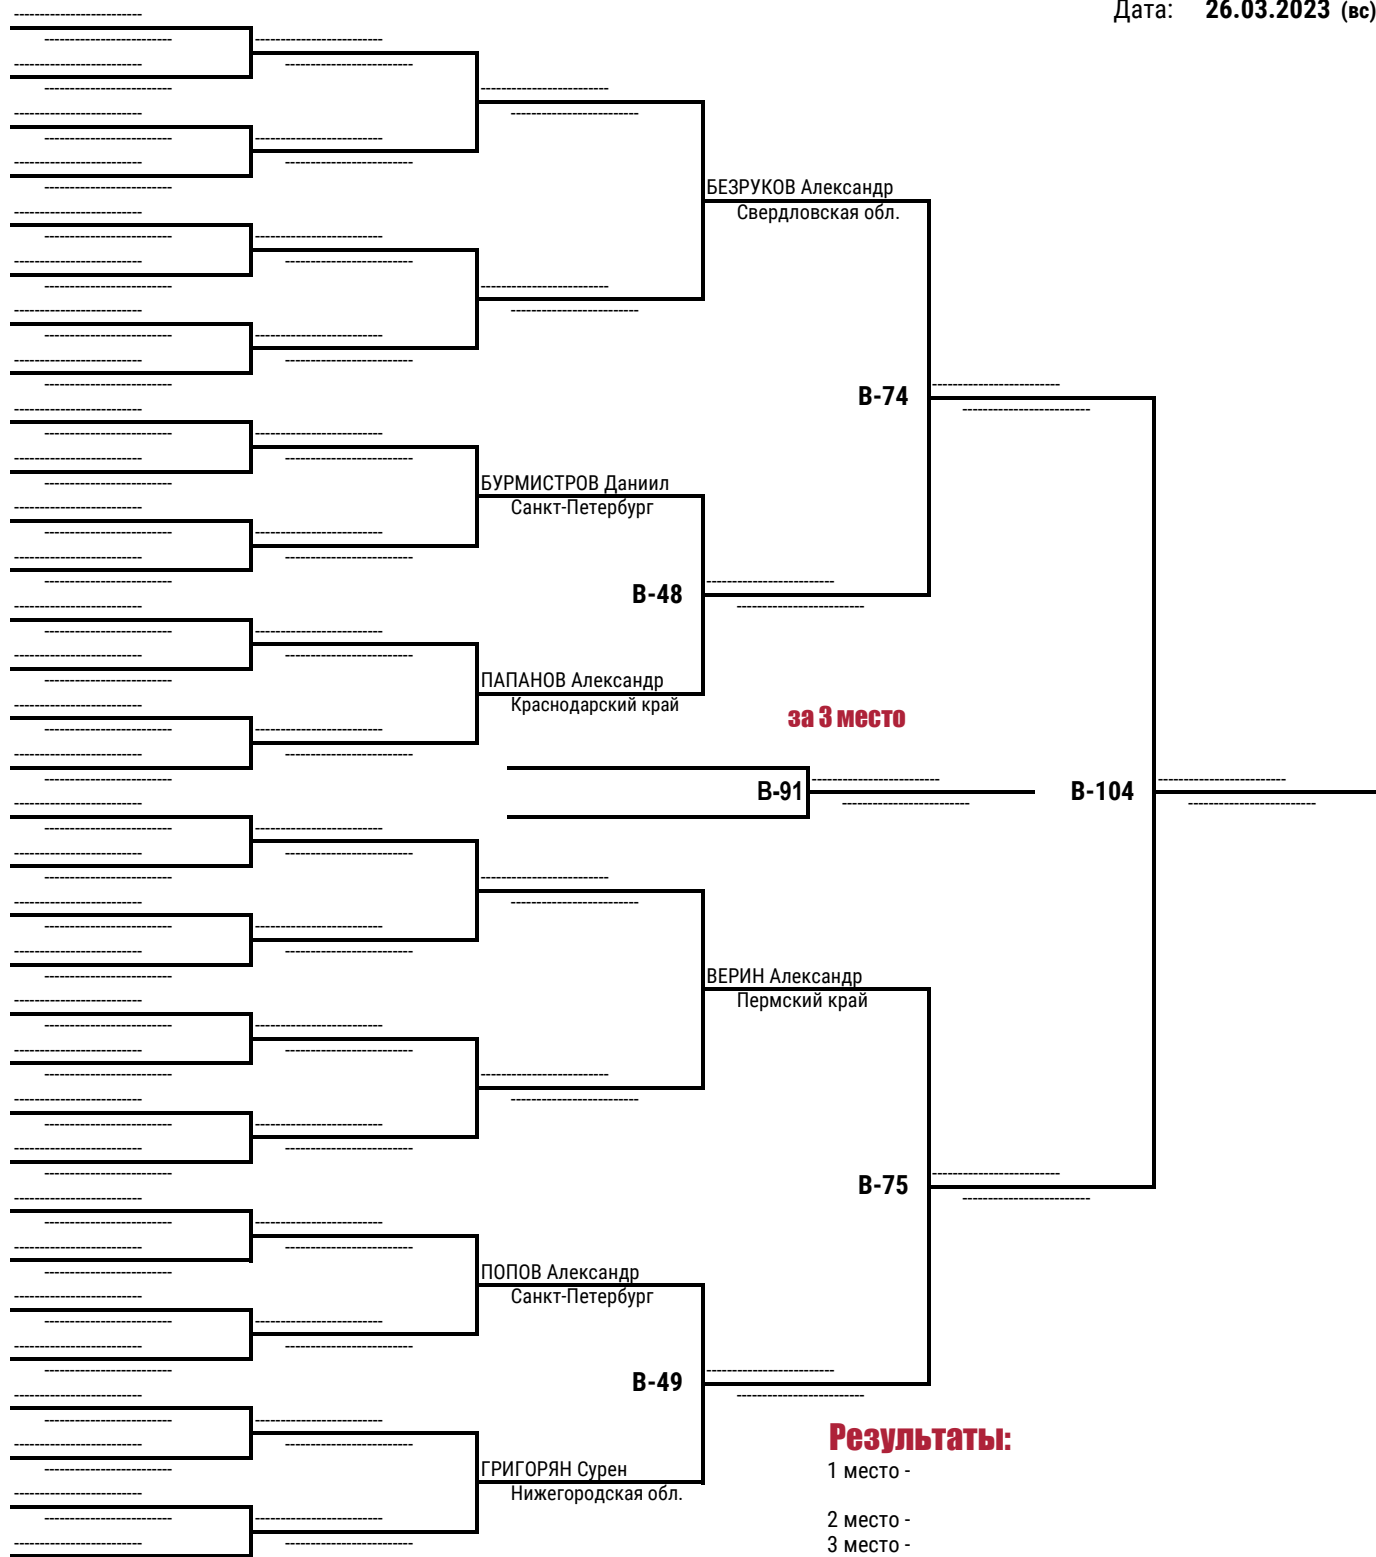 Дата: 26.03.2023 (вс)
БЕЗРУКОВ Александр
Свердловская обл.
B-74
БУРМИСТРОВ Даниил
Санкт-Петербург
B-48
ПАПАНОВ Александр
Краснодарский край
за 3 место
B-91
B-104
ВЕРИН Александр
Пермский край
B-75
ПОПОВ Александр
Санкт-Петербург
B-49
Результаты:
ГРИГОРЯН Сурен
Нижегородская обл.
1 место -
2 место -
3 место -